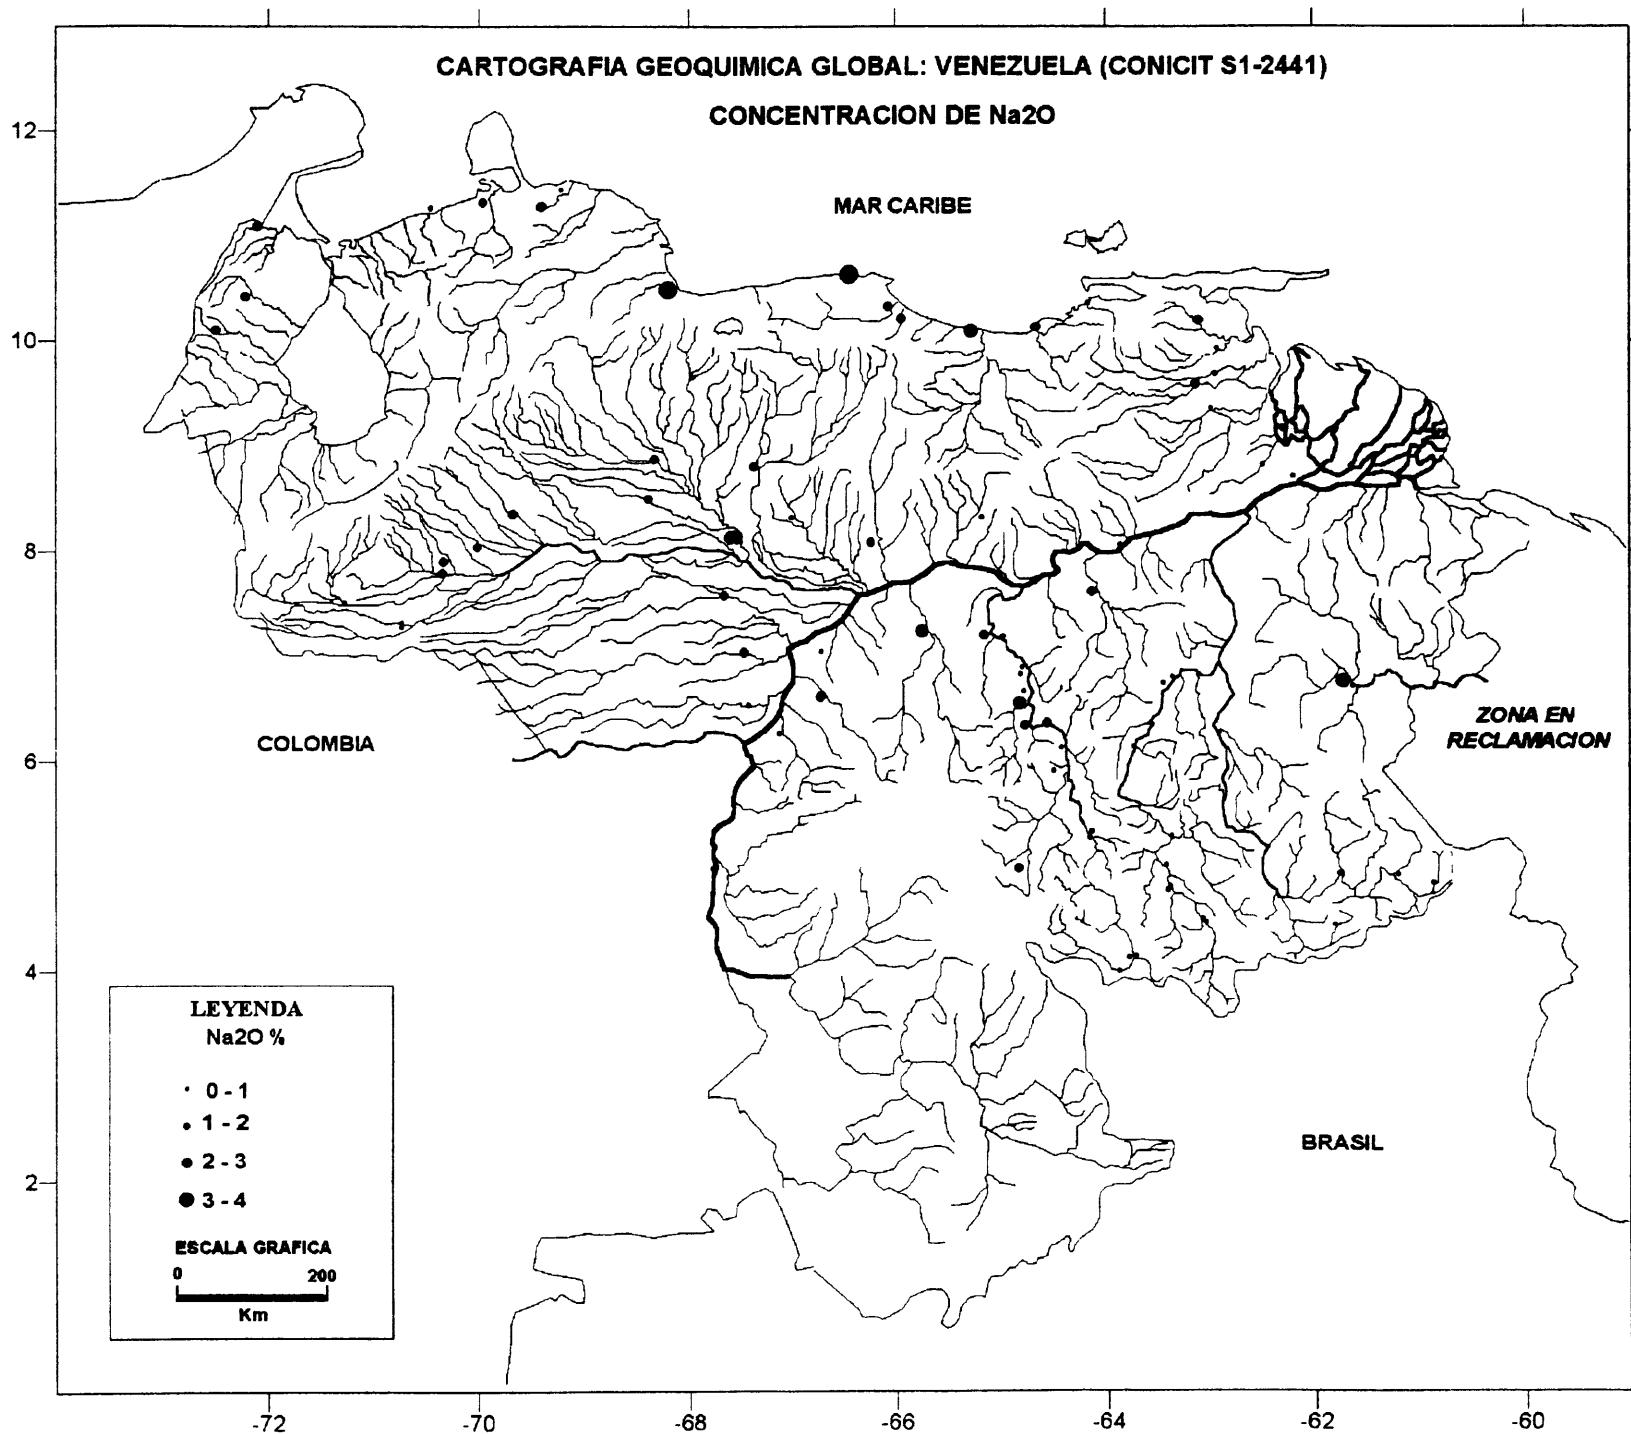 CARTOGRAFIA GEOQUIMICA GLOBAL: VENEZUELA (CONICIT S1-2441)
CONCENTRACION DE Na2O
12
MAR CARIBE
10
8
ZONA EN
RECLAMACION
COLOMBIA
6
4
LEYENDA
Na2O %
0 - 1
1 - 2
2 - 3
3 - 4
BRASIL
2
ESCALA GRAFICA
0 200
Km
-72 -70 -68 -66 -64 -62 -60